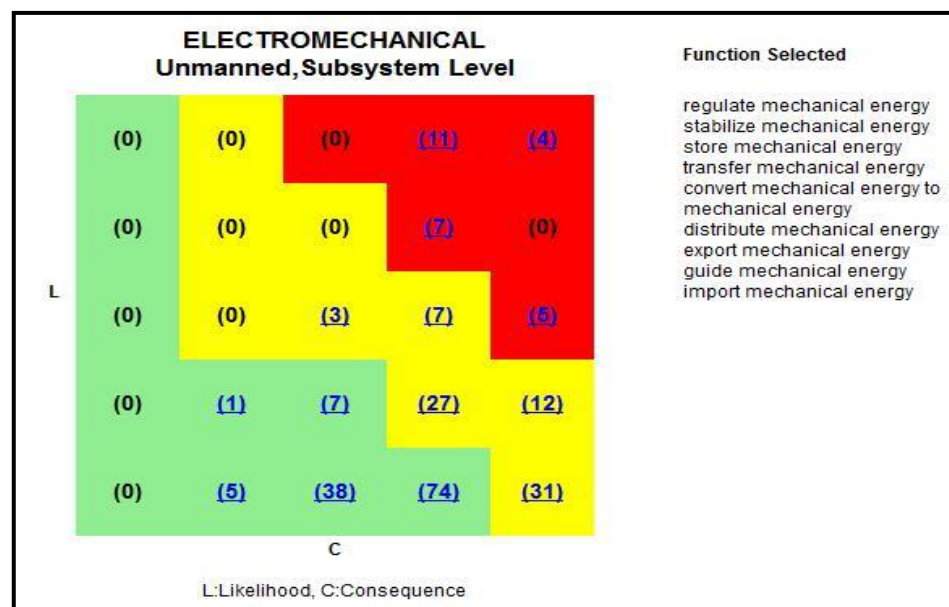 ELECTROMECHANICAL
Unmanned, Subsystem Level
(0) (0) (0) (11) (4)
(0) (0) (0) (7) (0)
L
(0) (0) (3) (7) (5)
(0) (1) (7) (27) (12)
(0) (5) (38) (74) (31)
C
L:Likelihood, C:Consequence
Function Selected
regulate mechanical energy
stabilize mechanical energy
store mechanical energy
transfer mechanical energy
convert mechanical energy to
mechanical energy
distribute mechanical energy
export mechanical energy
guide mechanical energy
import mechanical energy